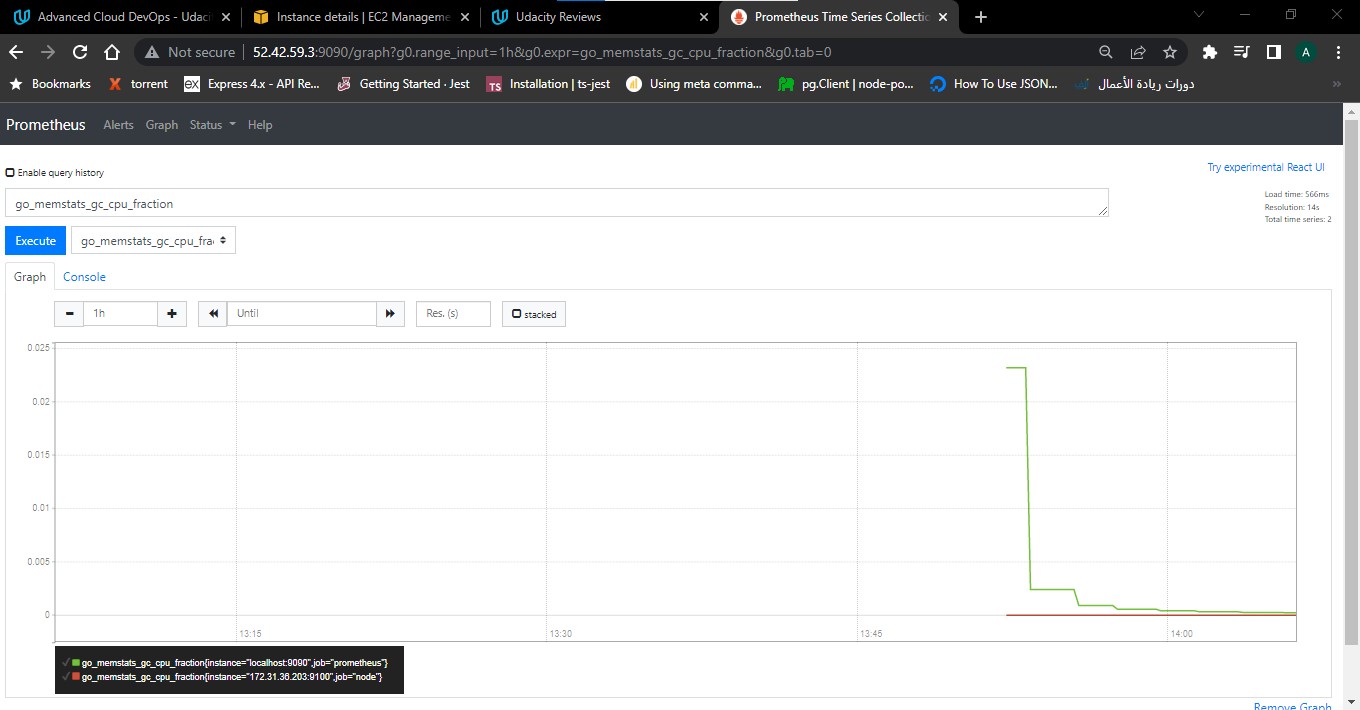 Advanced Cloud DevOps - Udaci
Instance details | EC2 Manageme
Udacity Reviews
Prometheus Time Series Collectio
Not secure
52.42.59.3:9090/graph?g0.range_input=1h&g0.expr=go_memstats_gc_cpu_fraction&g0.tab=0
A
Bookmarks
torrent
ex Express 4.x - API Re...
Getting Started · Jest
TS Installation | ts-jest
Using meta comma...
pg.Client | node-po...
How To Use JSON...
دورات ريادة الأعمال
»
Prometheus
Alerts
Graph
Status
Help
Enable query history
Try experimental React UI
go_memstats_gc_cpu_fraction
Load time: 566ms
Resolution: 14s
Total time series: 2
Execute
go_memstats_gc_cpu_fra
Graph
Console
1h
Until
Res. (s)
stacked
0.025
0.02
0.015
0.01
0.005
0
13:15
13:30
13:45
14:00
go_memstats_gc_cpu_fraction{instance="localhost:9090",job="prometheus"}
go_memstats_gc_cpu_fraction{instance="172.31.36.203:9100",job="node"}
Remove Graph